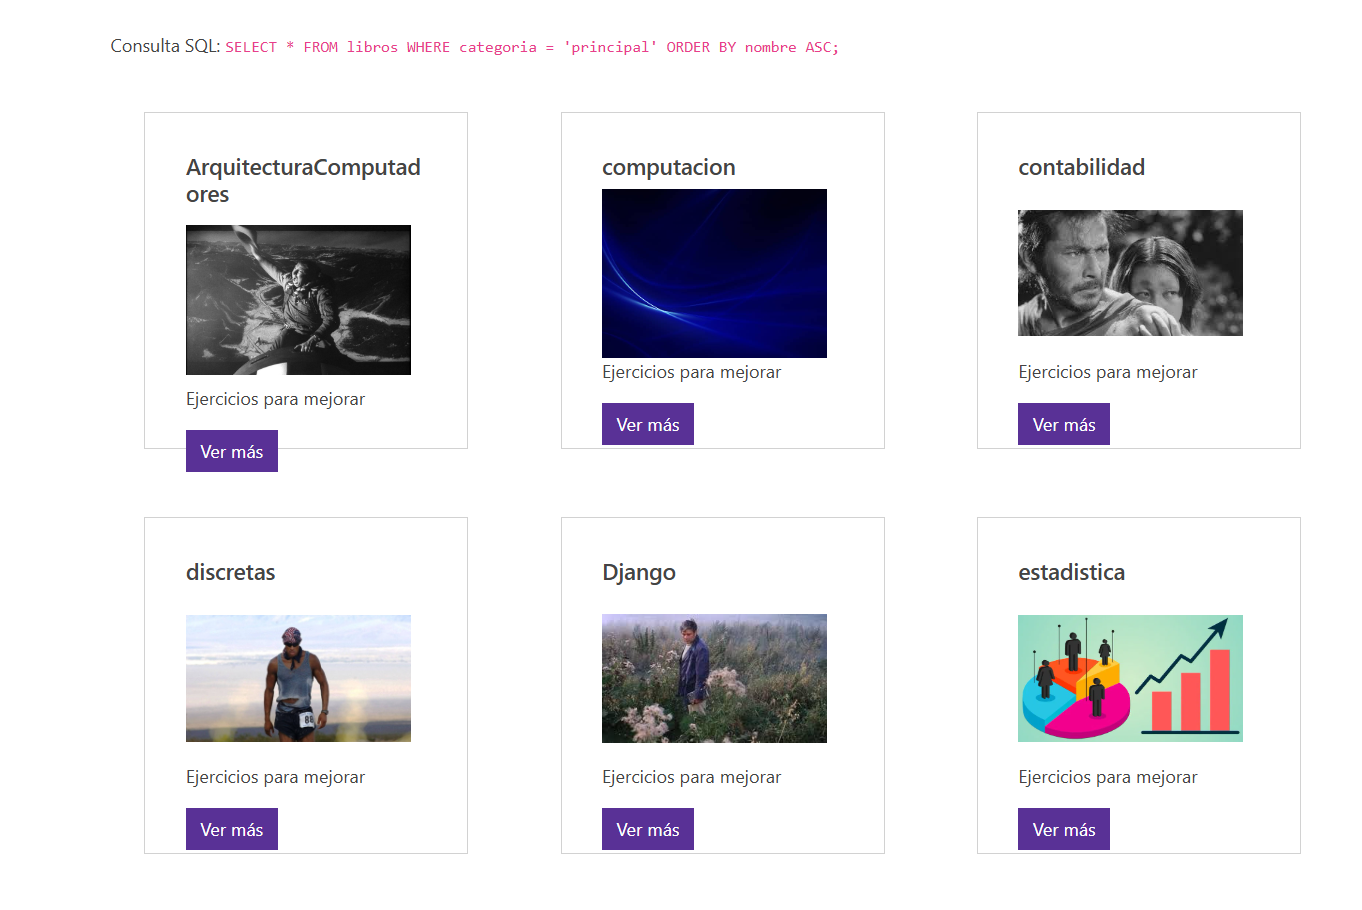 Consulta SQL: SELECT * FROM libros WHERE categoria = 'principal' ORDER BY nombre ASC;
ArquitecturaComputad
ores
Ejercicios para mejorar
Ver más
computacion
Ejercicios para mejorar
Ver más
contabilidad
Ejercicios para mejorar
Ver más
discretas
Ejercicios para mejorar
Ver más
Django
Ejercicios para mejorar
Ver más
estadistica
Ejercicios para mejorar
Ver más